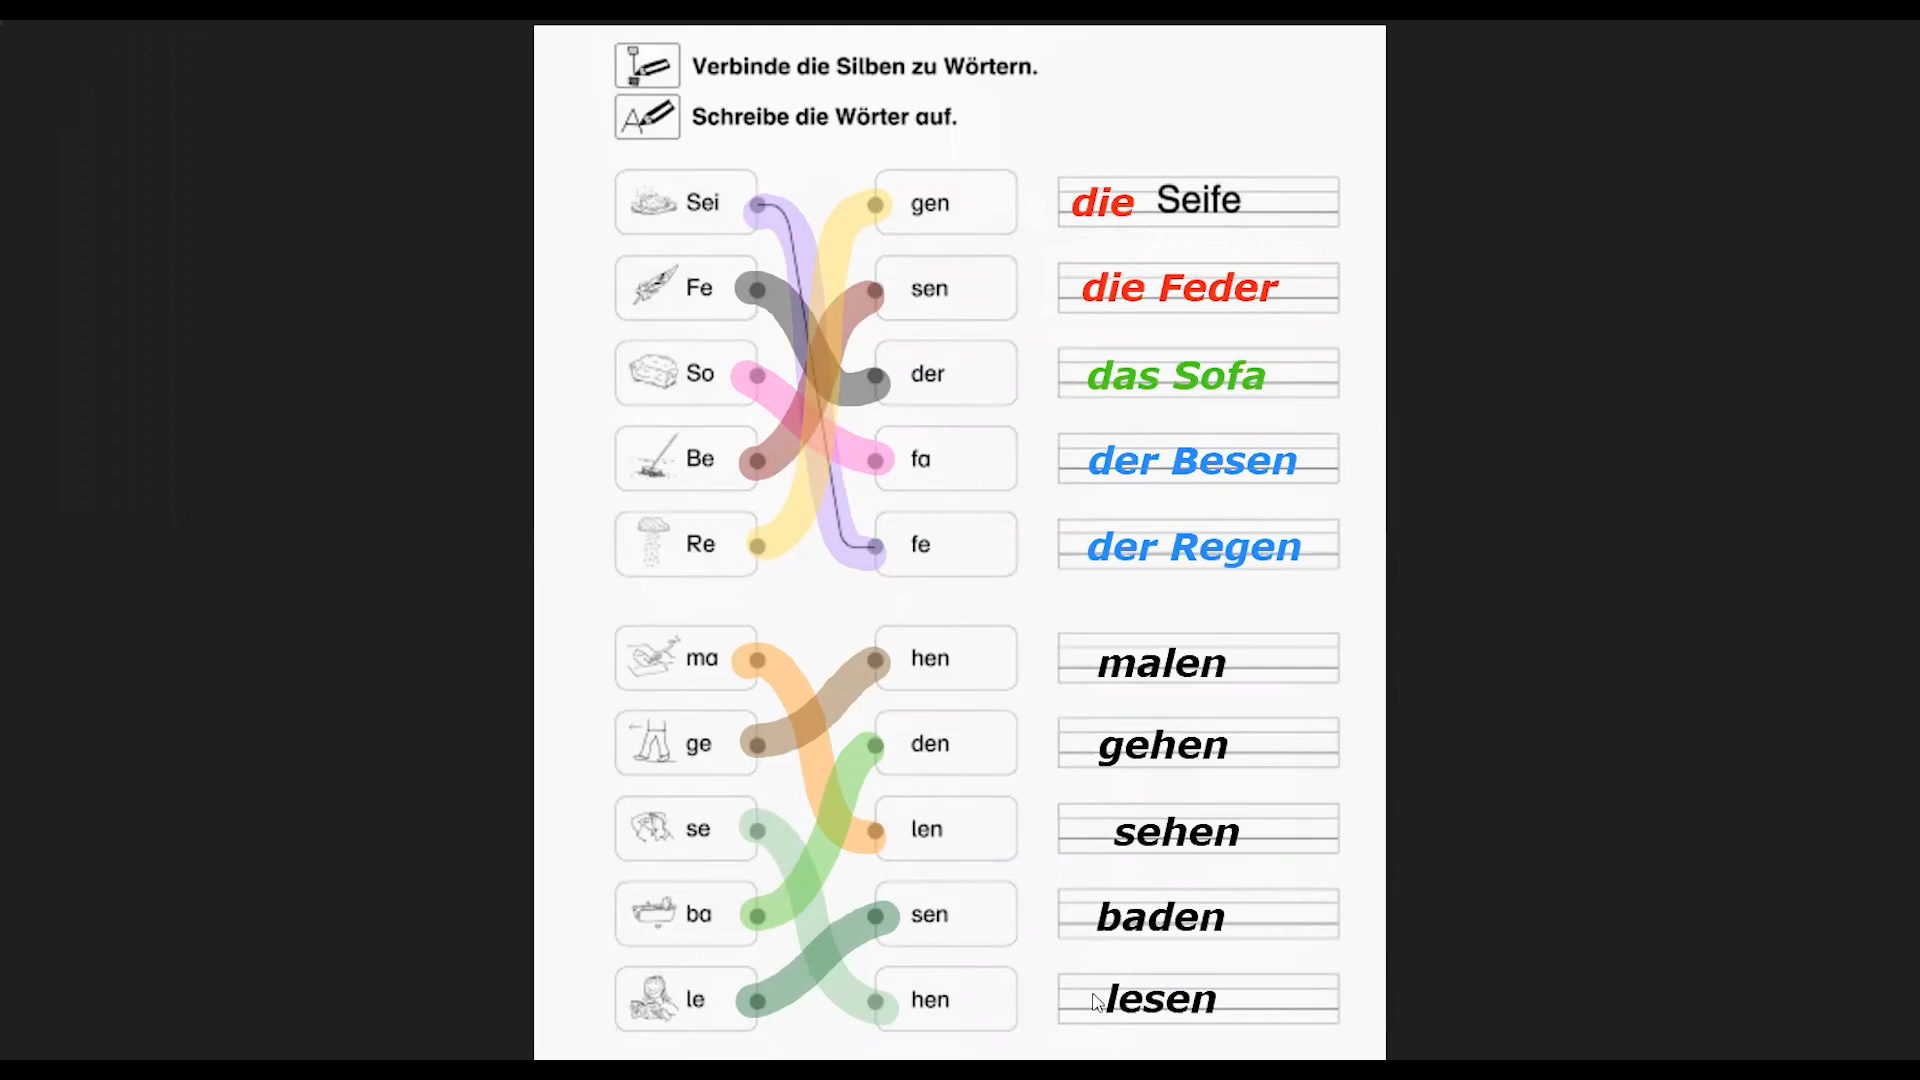 Verbinde die Silben zu Wörtern.
Schreibe die Wörter auf.
Sei gen die Seife
Fe sen die Feder
So der das Sofa
Be fa der Besen
Re fe der Regen
ma hen malen
ge den gehen
se len sehen
ba sen baden
le hen lesen